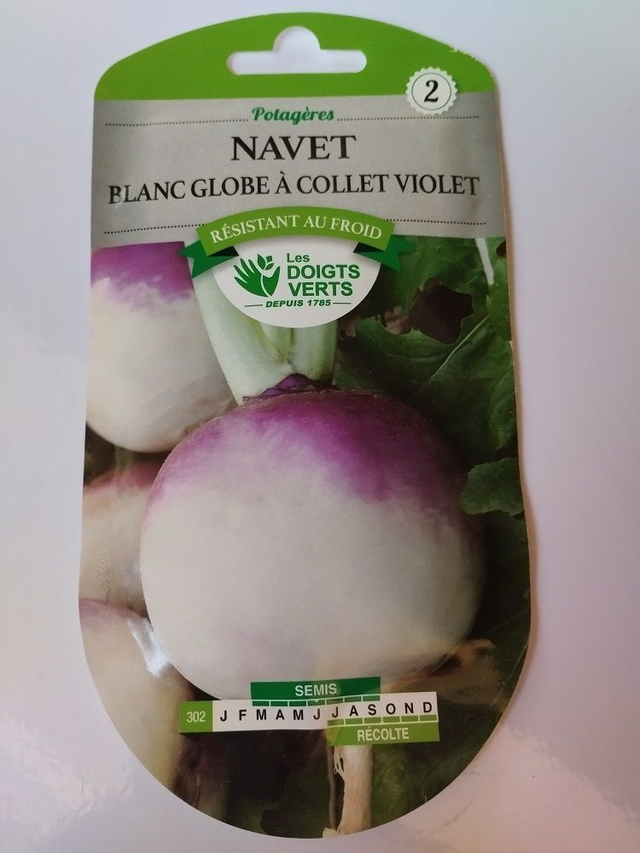 2
Potagères
NAVET
BLANC GLOBE À COLLET VIOLET
RÉSISTANT AU FROID
Les
DOIGTS
VERTS
DEPUIS 1785
SEMIS
302 J F M A M J J A S O N D
RÉCOLTE